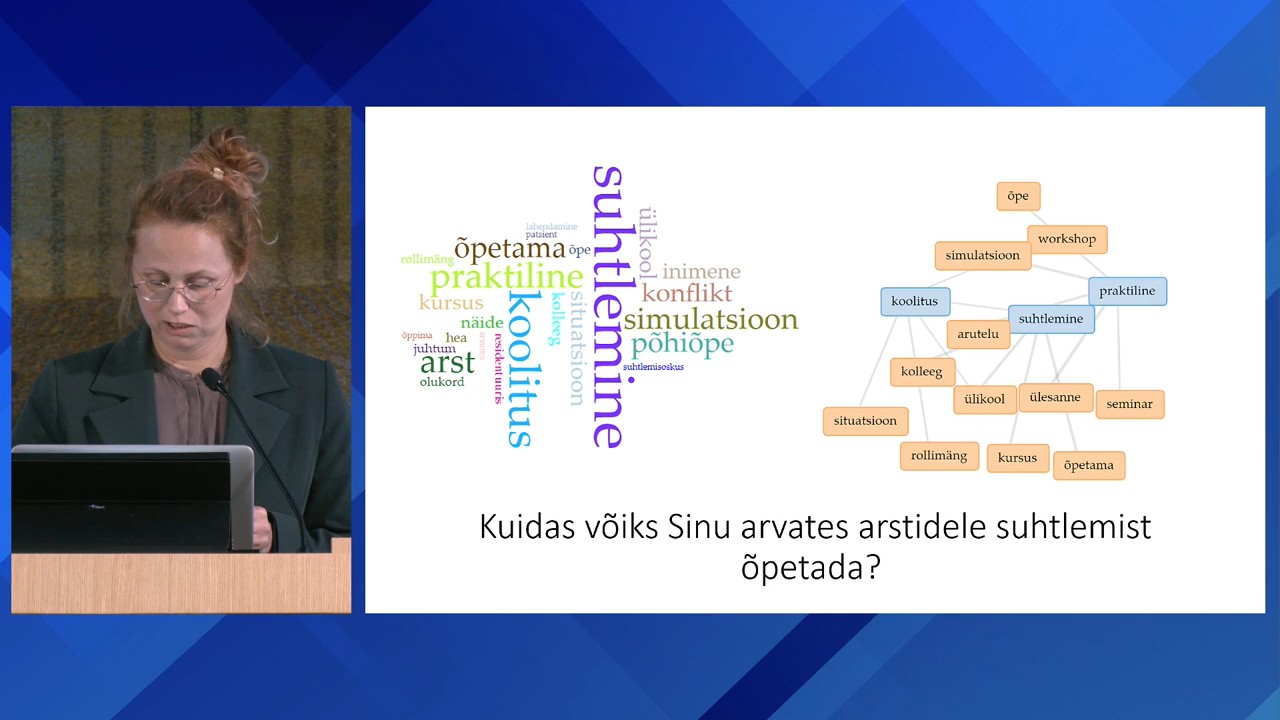 lahendamine
patsient
õpetama
õpe
rollimäng
praktiline
kursus
näide
õppima
hea
juhtum
arst
olukord
arvama
residentuuris
koolitus
kolleeg
situatsioon
suhtlemine
ülikool
inimene
konflikt
simulatsioon
põhiõpe
suhtlemisoskus
õpe
workshop
simulatsioon
praktiline
koolitus
suhtlemine
arutelu
kolleeg
ülikool
ülesanne
seminar
situatsioon
rollimäng
kursus
õpetama
Kuidas võiks Sinu arvates arstidele suhtlemist
õpetada?